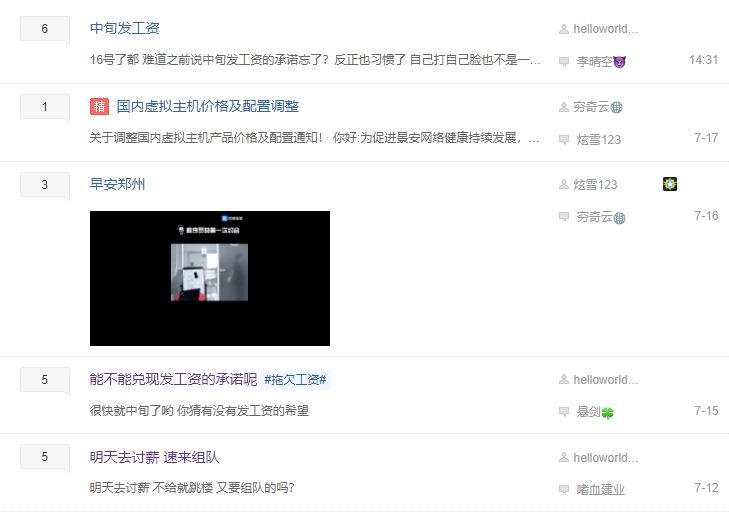 6
中旬发工资
helloworld...
16号了都 难道之前说中旬发工资的承诺忘了? 反正也习惯了 自己打自己脸也不是一...
李晴空
14:31
1
精 国内虚拟主机价格及配置调整
穷奇云
关于调整国内虚拟主机产品价格及配置通知! 你好:为促进景安网络健康持续发展, ...
炫雪123
7-17
3
早安郑州
炫雪123
穷奇云
7-16
5
能不能兑现发工资的承诺呢 #拖欠工资#
helloworld...
很快就中旬了哟 你猜有没有发工资的希望
悬剑
7-15
5
明天去讨薪 速来组队
helloworld...
明天去讨薪 不给就跳楼 又要组队的吗?
嗜血建业
7-12